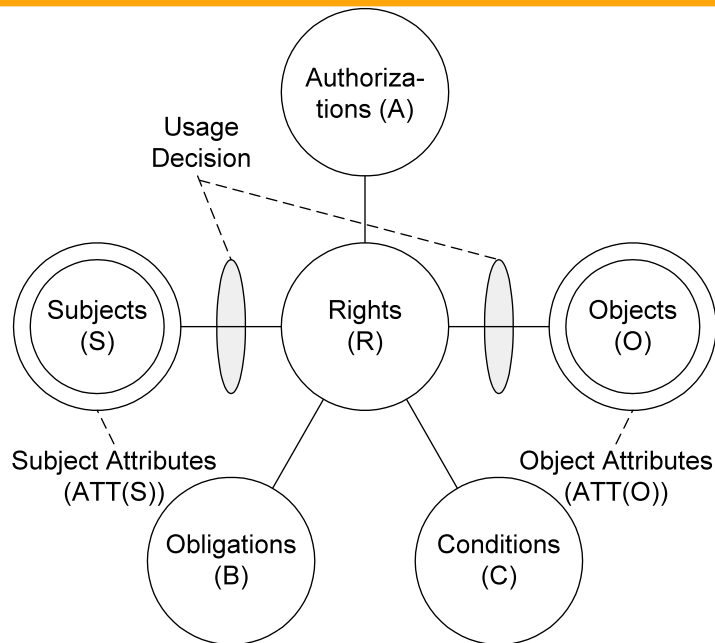 Authoriza-
tions (A)
Usage
Decision
Subjects
(S)
Rights
(R)
Objects
(O)
Subject Attributes
(ATT(S))
Object Attributes
(ATT(O))
Obligations
(B)
Conditions
(C)